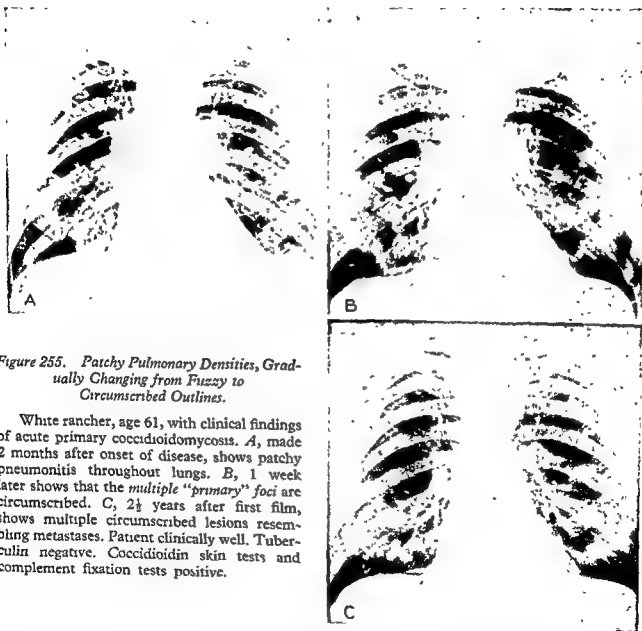 A
B
Figure 255. Patchy Pulmonary Densities, Grad-
ually Changing from Fuzzy to
Circumscribed Outlines.
White rancher, age 61, with clinical findings
of acute primary coccidioidomycosis. A, made
2 months after onset of disease, shows patchy
pneumonitis throughout lungs. B, 1 week
later shows that the multiple "primary" foci are
circumscribed. C, 2½ years after first film,
shows multiple circumscribed lesions resem-
bling metastases. Patient clinically well. Tuber-
culin negative. Coccidioidin skin tests and
complement fixation tests positive.
C